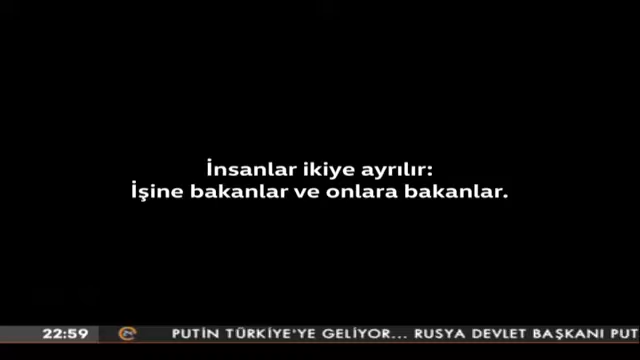 İnsanlar ikiye ayrılır:
İşine bakanlar ve onlara bakanlar.
22:59 PUTİN TÜRKİYE'YE GELİYOR... RUSYA DEVLET BAŞKANI PUT